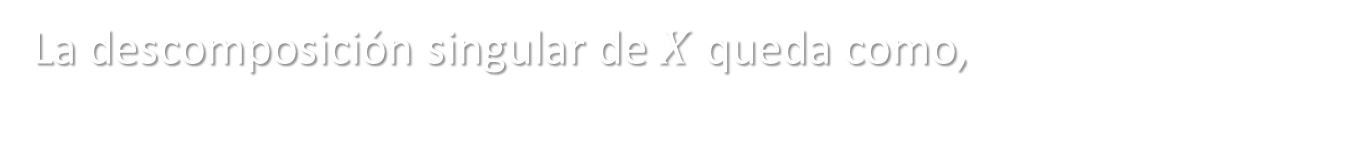 La descomposición singular de X queda como,